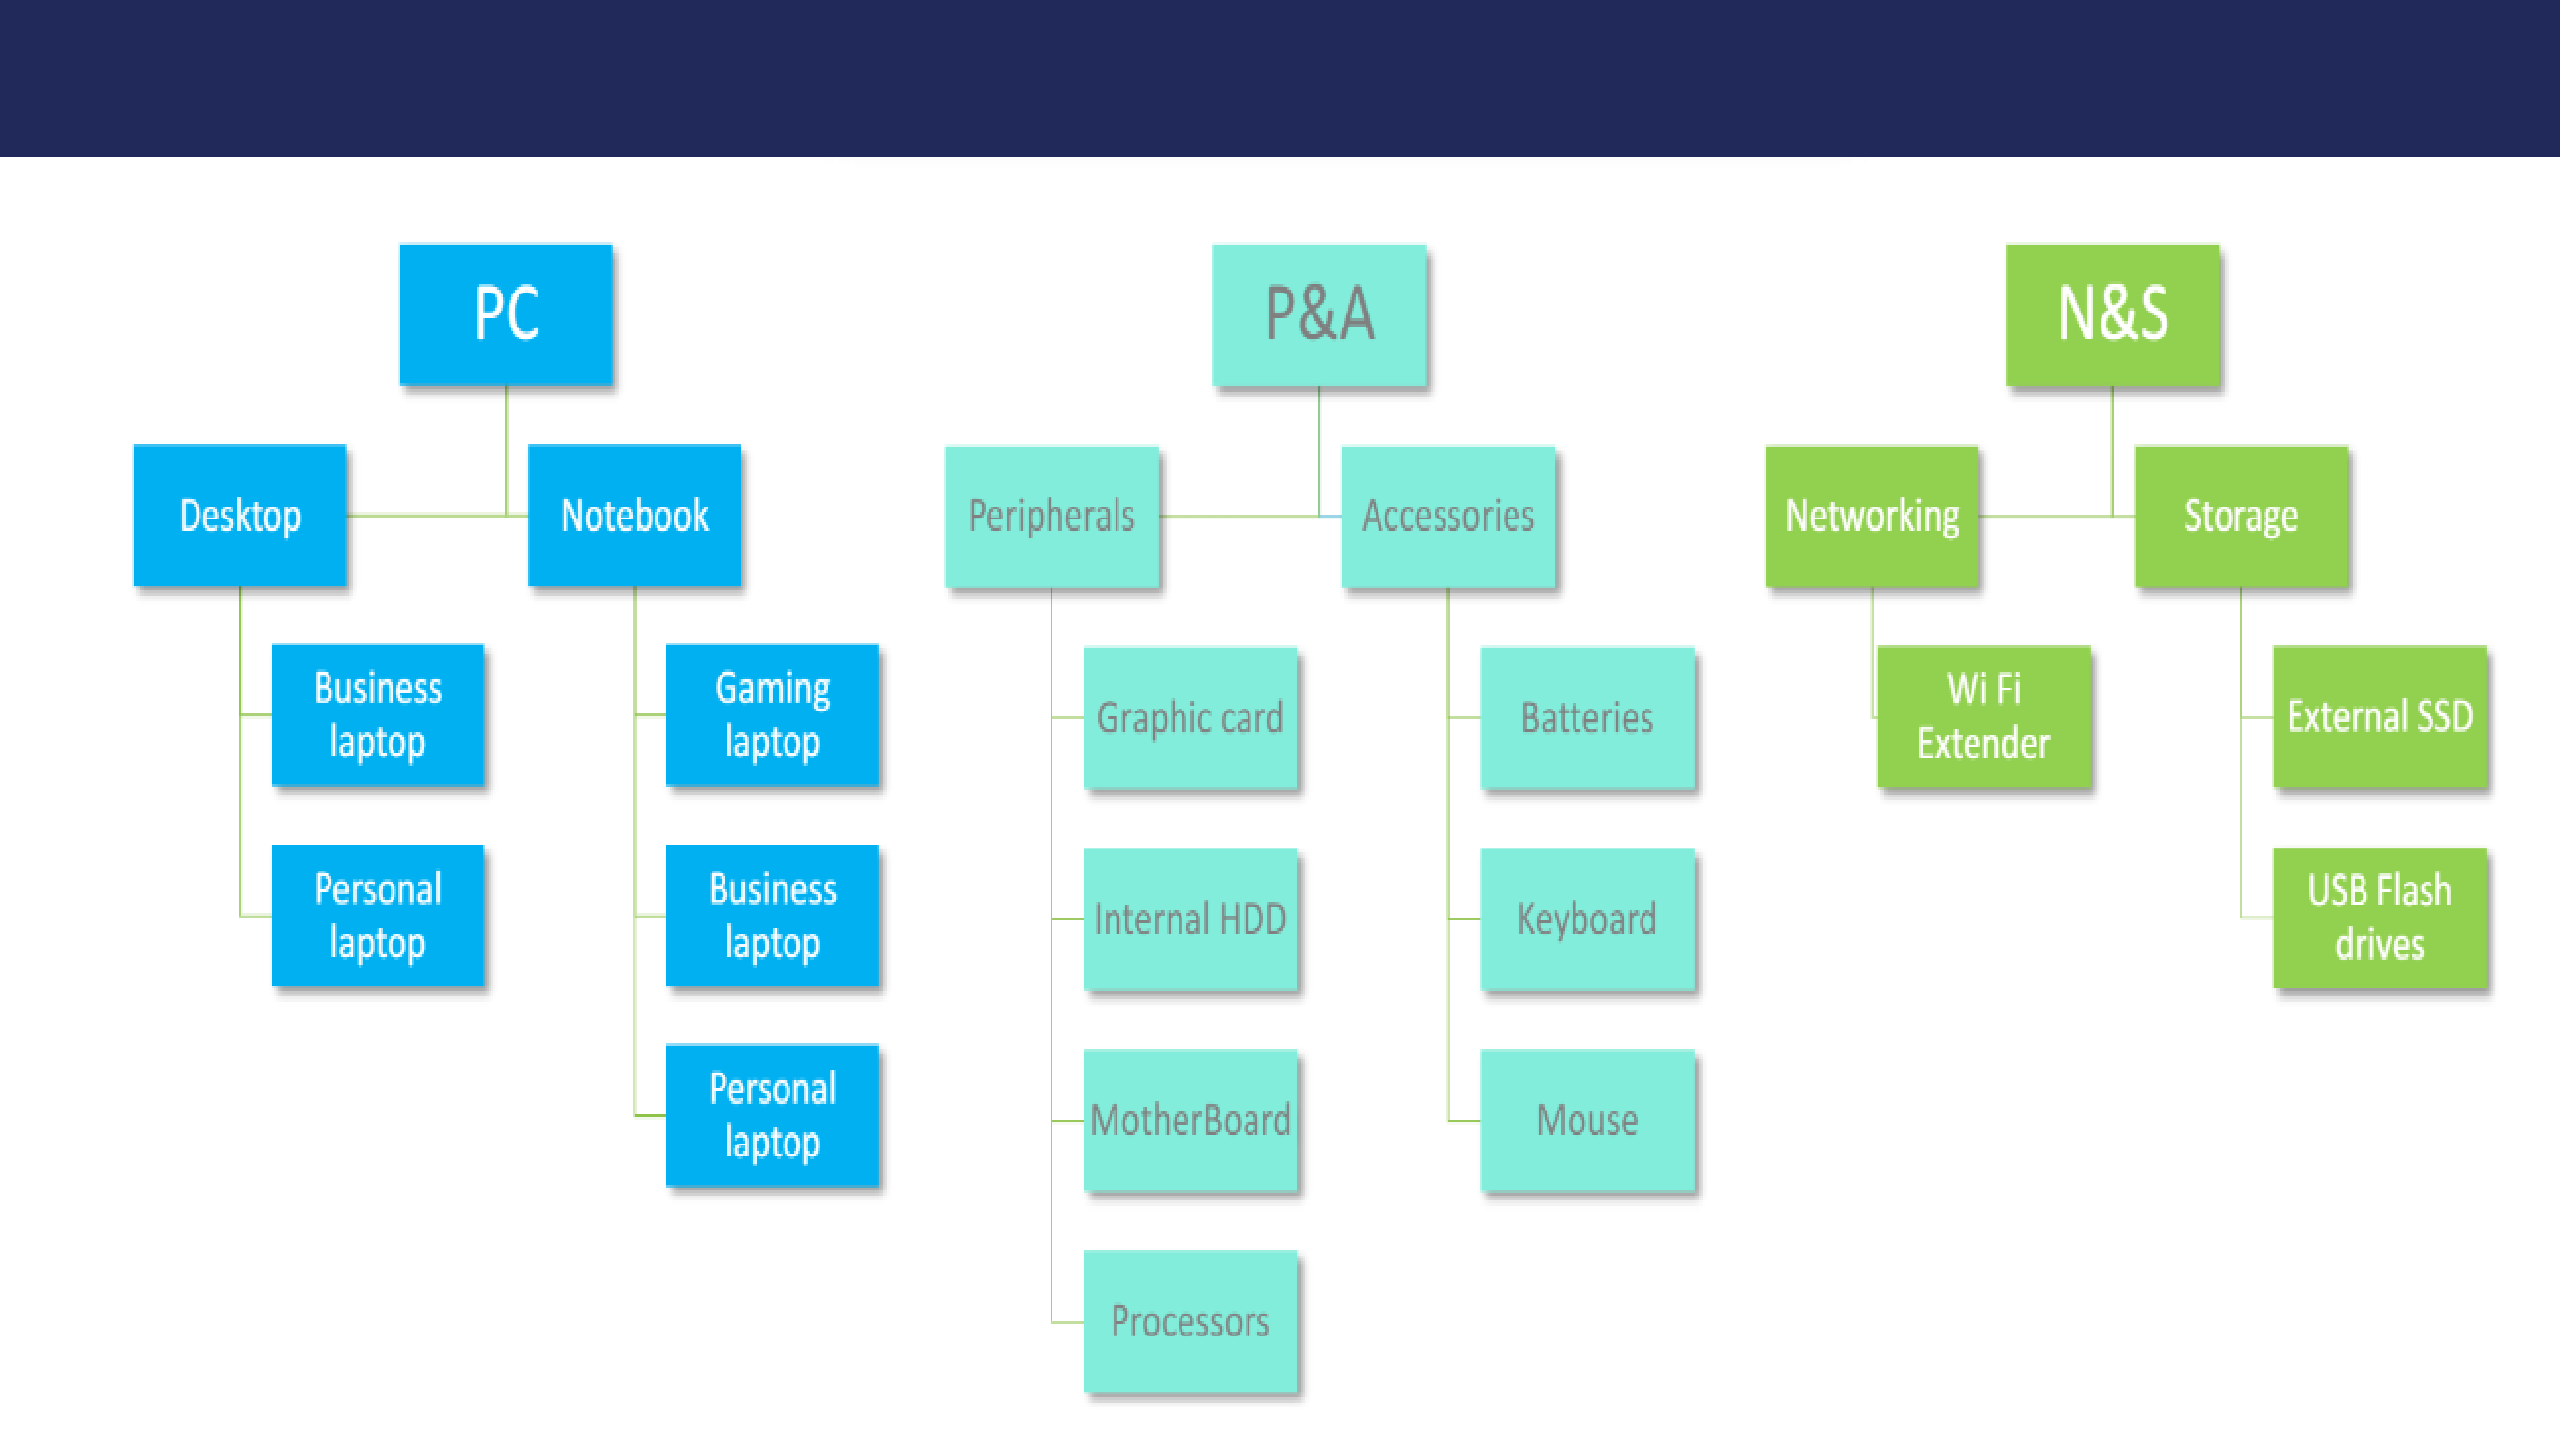 PC
Desktop
Notebook
Business
laptop
Personal
laptop
Gaming
laptop
Business
laptop
Personal
laptop
P&A
Peripherals
Accessories
Graphic card
Internal HDD
MotherBoard
Processors
Batteries
Keyboard
Mouse
N&S
Networking
Storage
Wi Fi
Extender
External SSD
USB Flash
drives